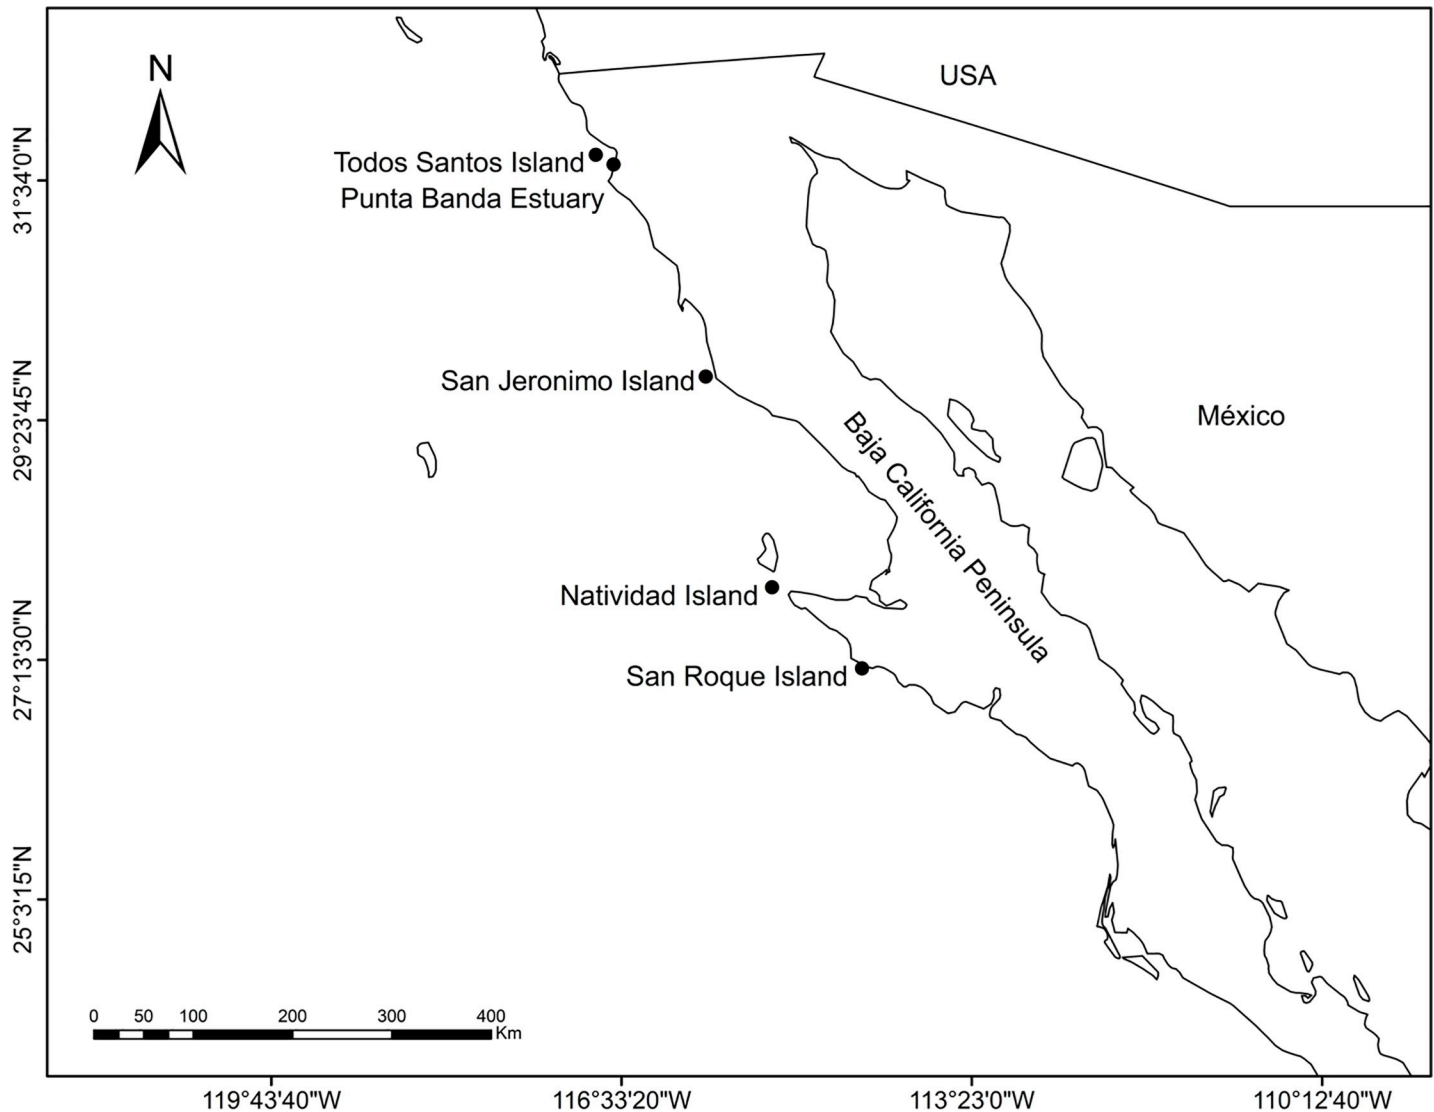 N
USA
Todos Santos Island
Punta Banda Estuary
San Jeronimo Island
México
Baja California Peninsula
Natividad Island
San Roque Island
31°34'0"N
29°23'45"N
27°13'30"N
25°3'15"N
0 50 100 200 300 400
Km
119°43'40"W 116°33'20"W 113°23'0"W 110°12'40"W